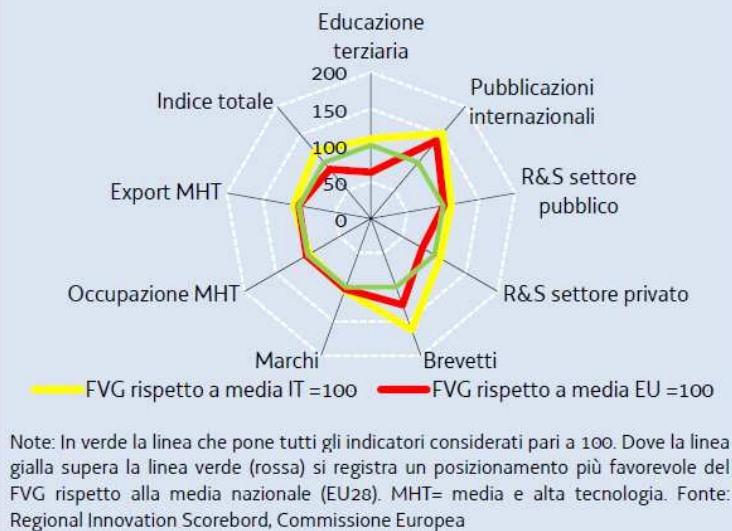 Educazione
terziaria
200
Pubblicazioni
internazionali
Indice totale
150
100
50
0
Export MHT
R&S settore
pubblico
Occupazione MHT
R&S settore privato
Marchi
Brevetti
FVG rispetto a media IT =100
FVG rispetto a media EU =100
Note: In verde la linea che pone tutti gli indicatori considerati pari a 100. Dove la linea
gialla supera la linea verde (rossa) si registra un posizionamento più favorevole del
FVG rispetto alla media nazionale (EU28). MHT= media e alta tecnologia. Fonte:
Regional Innovation Scorebord, Commissione Europea